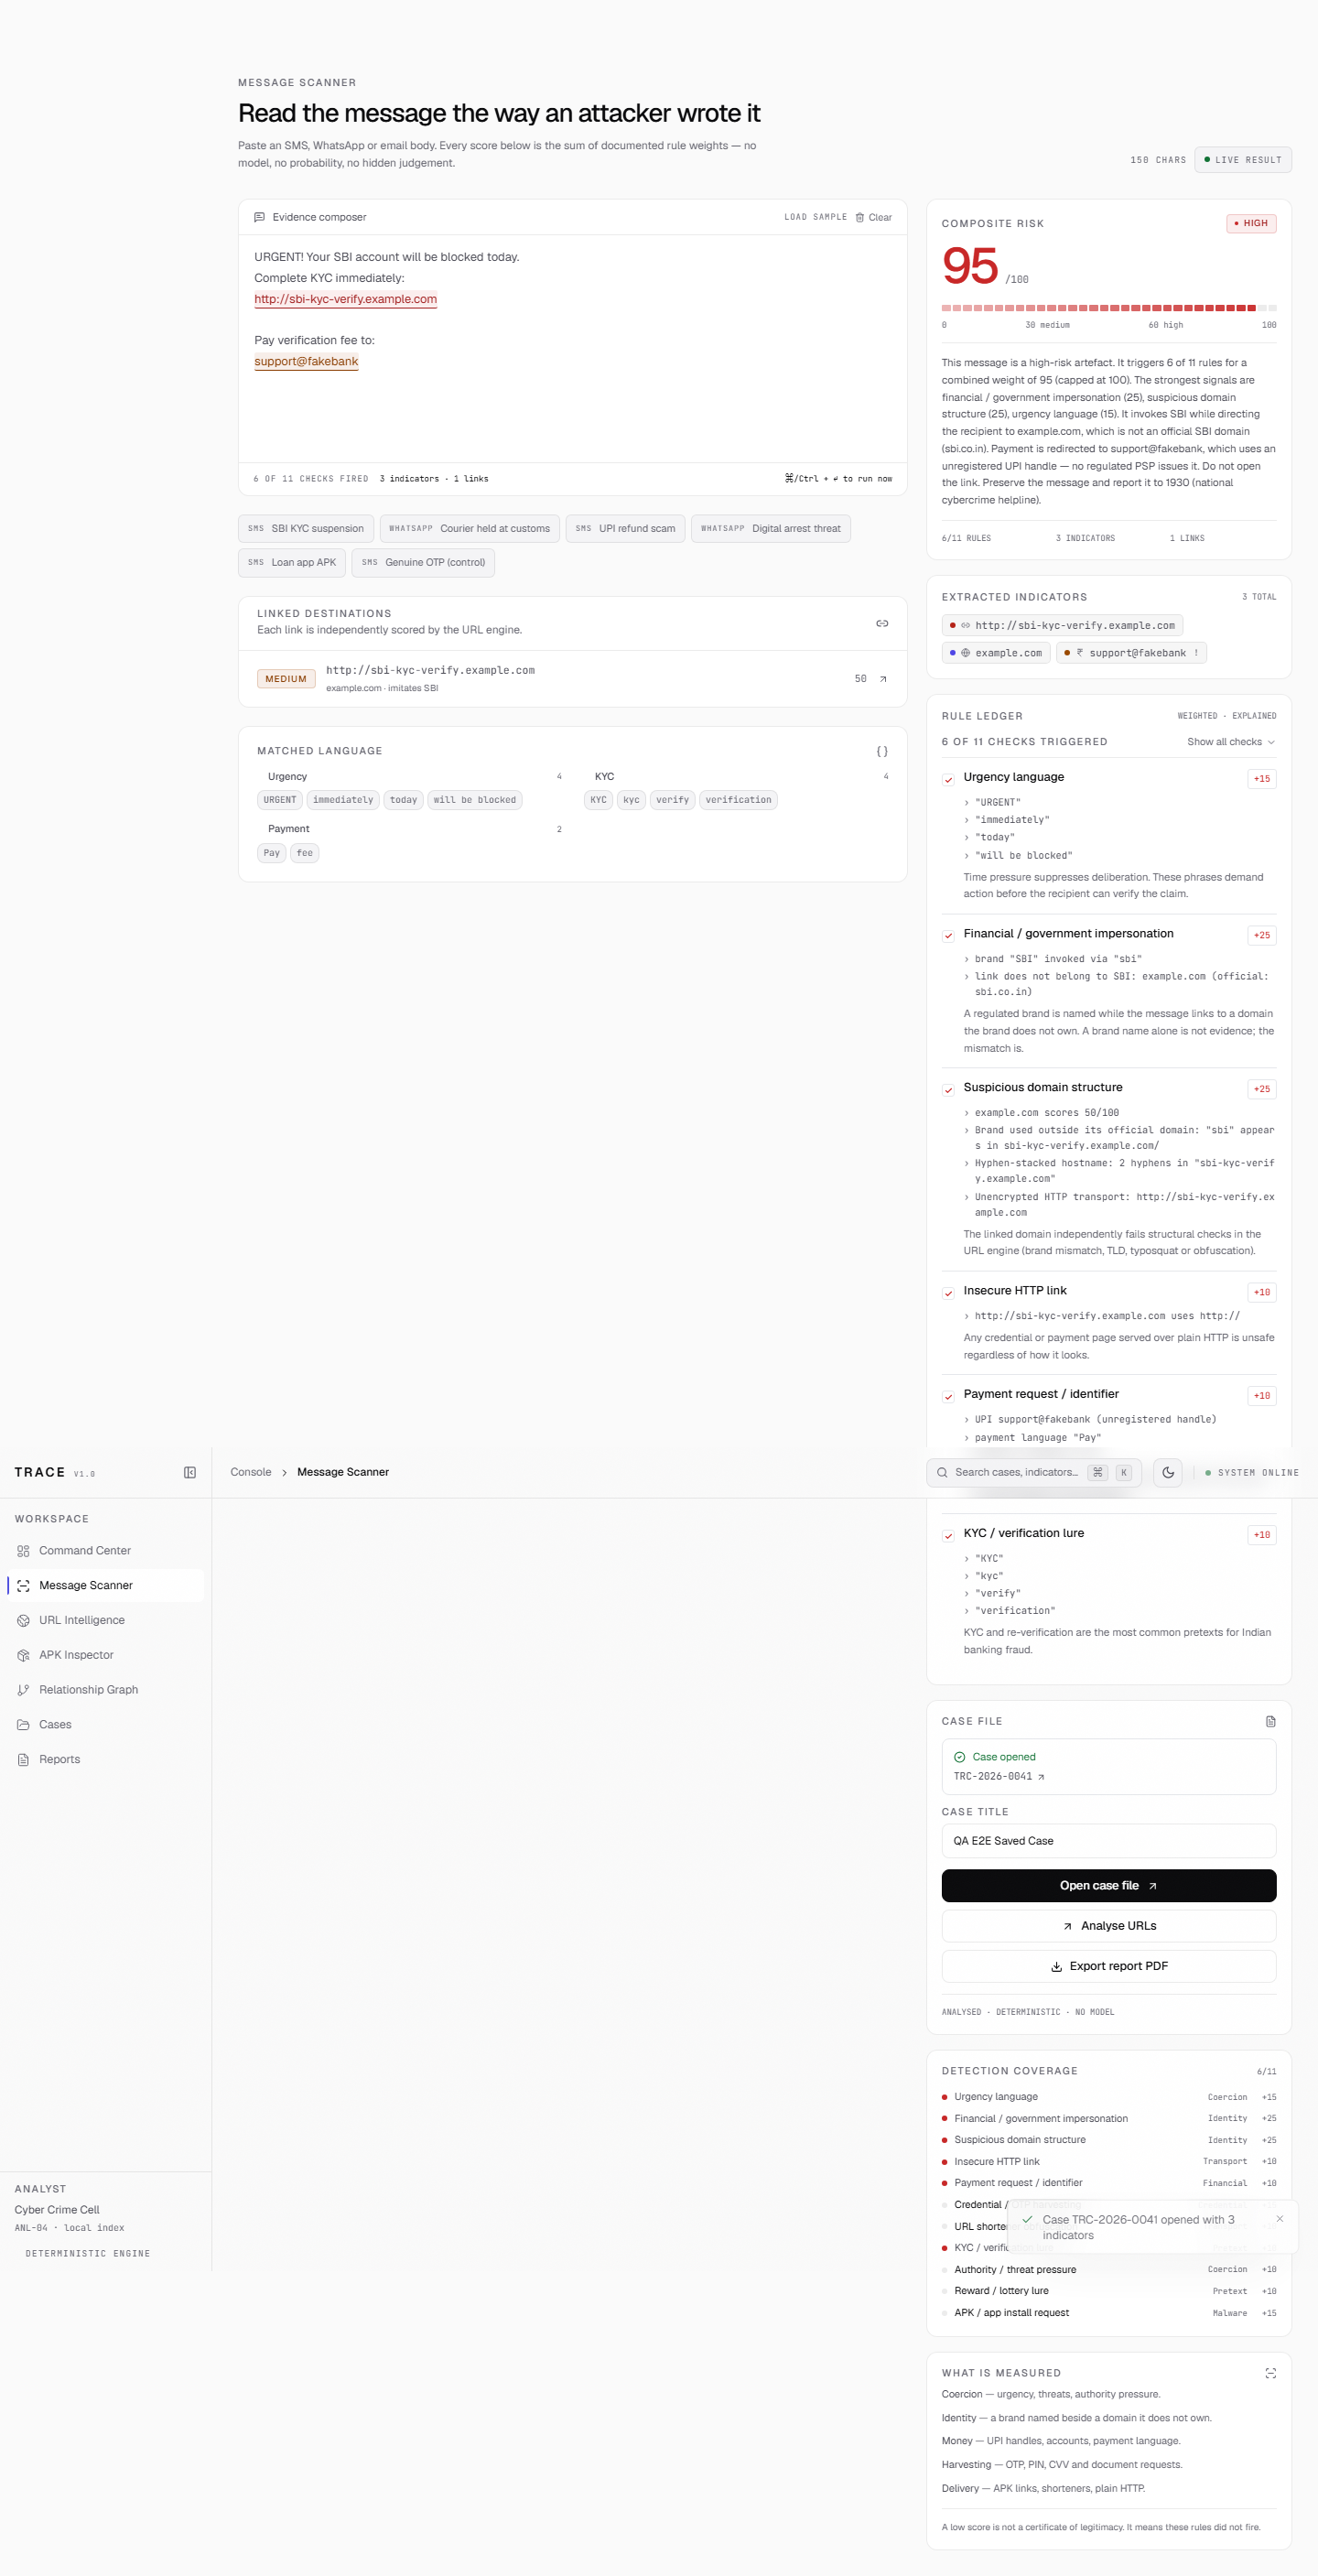 MESSAGE SCANNER
Read the message the way an attacker wrote it
Paste an SMS, WhatsApp or email body. Every score below is the sum of documented rule weights — no
model, no probability, no hidden judgement.
150 CHARS
LIVE RESULT
Evidence composer
LOAD SAMPLE
Clear
URGENT! Your SBI account will be blocked today.
Complete KYC immediately:
http://sbi-kyc-verify.example.com
Pay verification fee to:
support@fakebank
6 OF 11 CHECKS FIRED 3 indicators · 1 links
⌘/Ctrl + ↵ to run now
SMS SBI KYC suspension
WHATSAPP Courier held at customs
SMS UPI refund scam
WHATSAPP Digital arrest threat
SMS Loan app APK
SMS Genuine OTP (control)
LINKED DESTINATIONS
Each link is independently scored by the URL engine.
MEDIUM
http://sbi-kyc-verify.example.com
example.com · imitates SBI
50
MATCHED LANGUAGE
{ }
Urgency 4
URGENT immediately today will be blocked
KYC 4
KYC kyc verify verification
Payment 2
Pay fee
COMPOSITE RISK
HIGH
95 /100
0 30 medium 60 high 100
This message is a high-risk artefact. It triggers 6 of 11 rules for a
combined weight of 95 (capped at 100). The strongest signals are
financial / government impersonation (25), suspicious domain
structure (25), urgency language (15). It invokes SBI while directing
the recipient to example.com, which is not an official SBI domain
(sbi.co.in). Payment is redirected to support@fakebank, which uses an
unregistered UPI handle — no regulated PSP issues it. Do not open
the link. Preserve the message and report it to 1930 (national
cybercrime helpline).
6/11 RULES 3 INDICATORS 1 LINKS
EXTRACTED INDICATORS
3 TOTAL
http://sbi-kyc-verify.example.com
example.com
₹ support@fakebank !
RULE LEDGER
WEIGHTED · EXPLAINED
6 OF 11 CHECKS TRIGGERED
Show all checks
Urgency language +15
› "URGENT"
› "immediately"
› "today"
› "will be blocked"
Time pressure suppresses deliberation. These phrases demand
action before the recipient can verify the claim.
Financial / government impersonation +25
› brand "SBI" invoked via "sbi"
› link does not belong to SBI: example.com (official:
sbi.co.in)
A regulated brand is named while the message links to a domain
the brand does not own. A brand name alone is not evidence; the
mismatch is.
Suspicious domain structure +25
› example.com scores 50/100
› Brand used outside its official domain: "sbi" appear
s in sbi-kyc-verify.example.com/
› Hyphen-stacked hostname: 2 hyphens in "sbi-kyc-verif
y.example.com"
› Unencrypted HTTP transport: http://sbi-kyc-verify.ex
ample.com
The linked domain independently fails structural checks in the
URL engine (brand mismatch, TLD, typosquat or obfuscation).
Insecure HTTP link +10
› http://sbi-kyc-verify.example.com uses http://
Any credential or payment page served over plain HTTP is unsafe
regardless of how it looks.
Payment request / identifier +10
› UPI support@fakebank (unregistered handle)
› payment language "Pay"
TRACE V1.0
Console › Message Scanner
Search cases, indicators… ⌘ K
SYSTEM ONLINE
WORKSPACE
Command Center
Message Scanner
URL Intelligence
APK Inspector
Relationship Graph
Cases
Reports
ANALYST
Cyber Crime Cell
ANL-04 · local index
DETERMINISTIC ENGINE
KYC / verification lure +10
› "KYC"
› "kyc"
› "verify"
› "verification"
KYC and re-verification are the most common pretexts for Indian
banking fraud.
CASE FILE
Case opened
TRC-2026-0041
CASE TITLE
QA E2E Saved Case
Open case file
Analyse URLs
Export report PDF
ANALYSED · DETERMINISTIC · NO MODEL
DETECTION COVERAGE 6/11
Urgency language Coercion +15
Financial / government impersonation Identity +25
Suspicious domain structure Identity +25
Insecure HTTP link Transport +10
Payment request / identifier Financial +10
Credential / OTP harvesting
URL shorten
KYC / verific
Case TRC-2026-0041 opened with 3
indicators
Authority / threat pressure Coercion +10
Reward / lottery lure Pretext +10
APK / app install request Malware +15
WHAT IS MEASURED
Coercion — urgency, threats, authority pressure.
Identity — a brand named beside a domain it does not own.
Money — UPI handles, accounts, payment language.
Harvesting — OTP, PIN, CVV and document requests.
Delivery — APK links, shorteners, plain HTTP.
A low score is not a certificate of legitimacy. It means these rules did not fire.